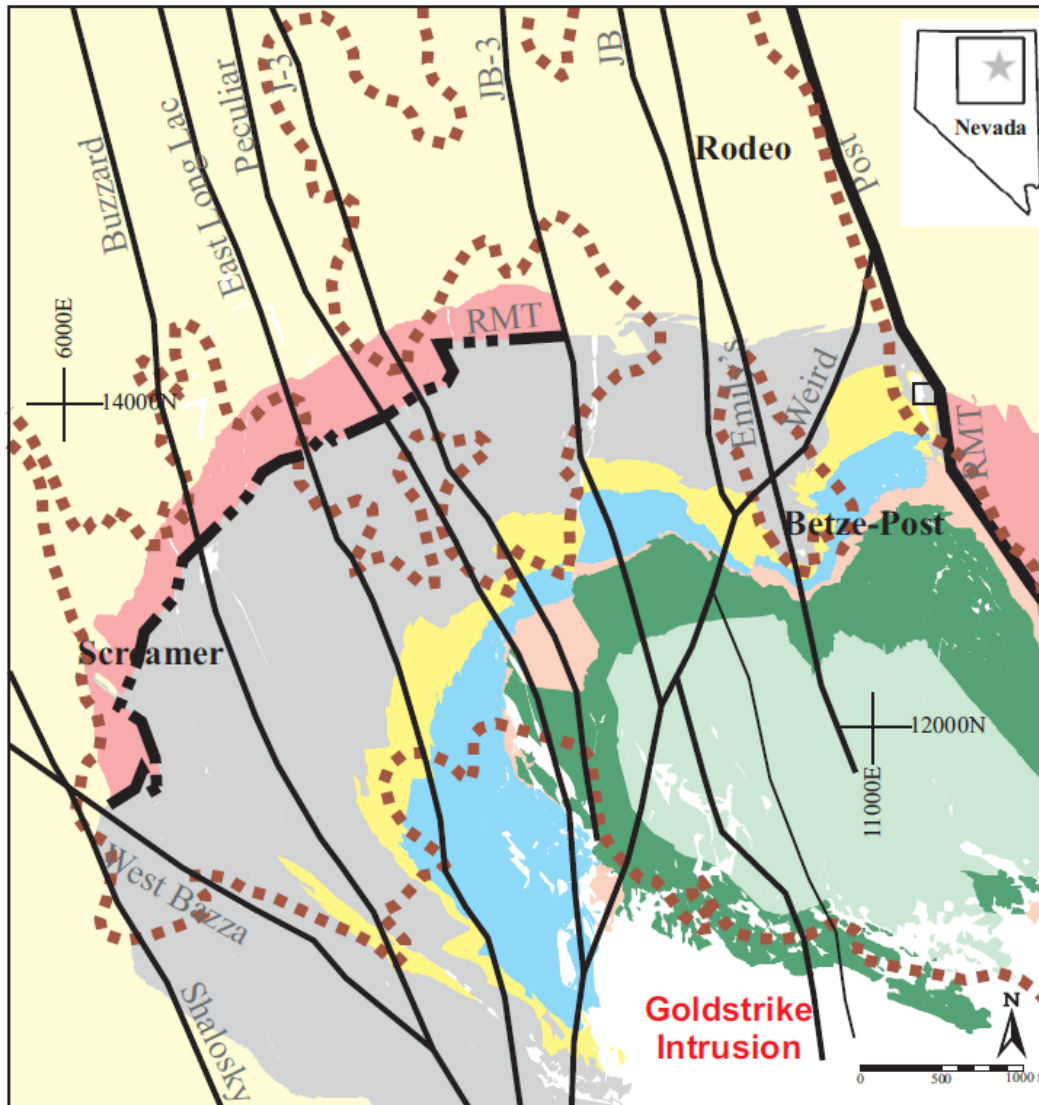 Buzzard
East Long Lac
Peculiar
J-3
JB-3
JB
Rodeo
Post
Nevada
6000E
14000N
RMT
Emily's
Weird
RMT
Betze-Post
Screamer
12000N
11000E
West Bazza
Shalosky
Goldstrike
Intrusion
N
0 500 1000